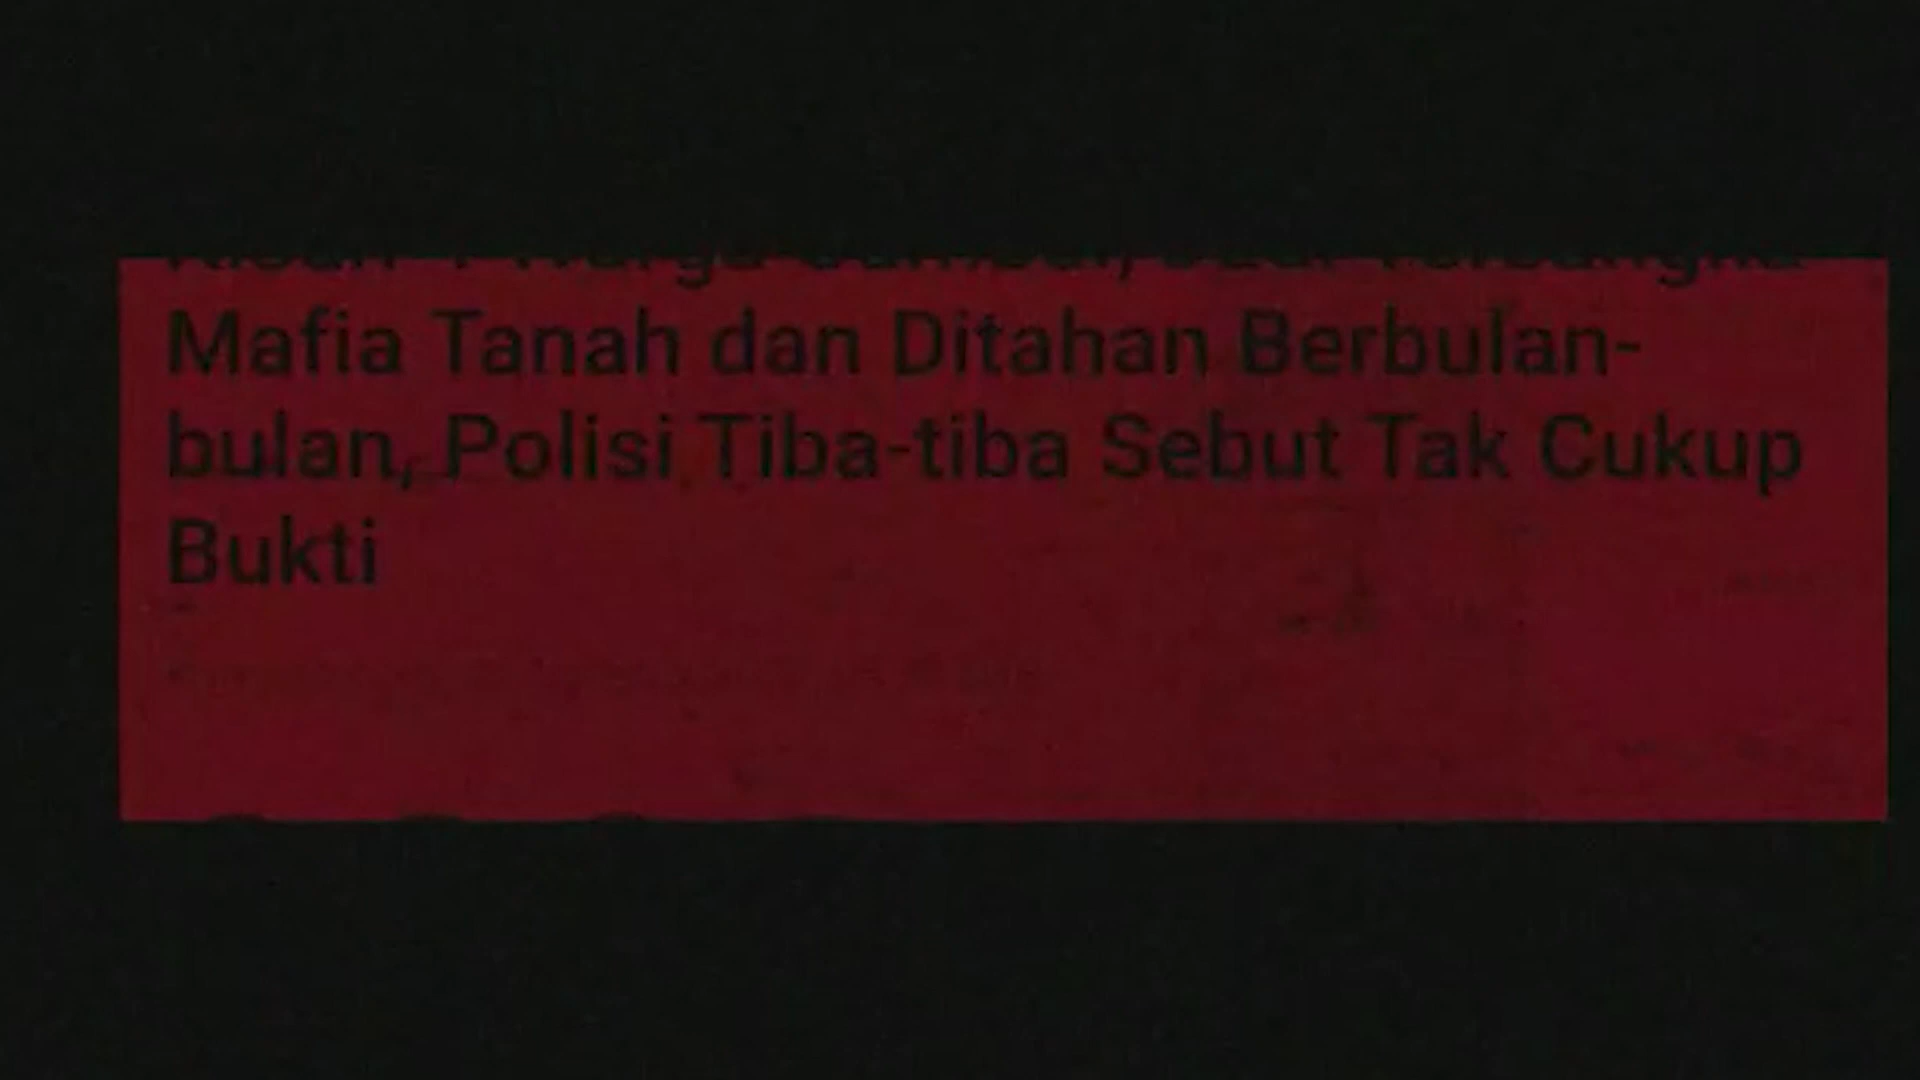 Mafia Tanah dan Ditahan Berbulan-
bulan, Polisi Tiba-tiba Sebut Tak Cukup
Bukti